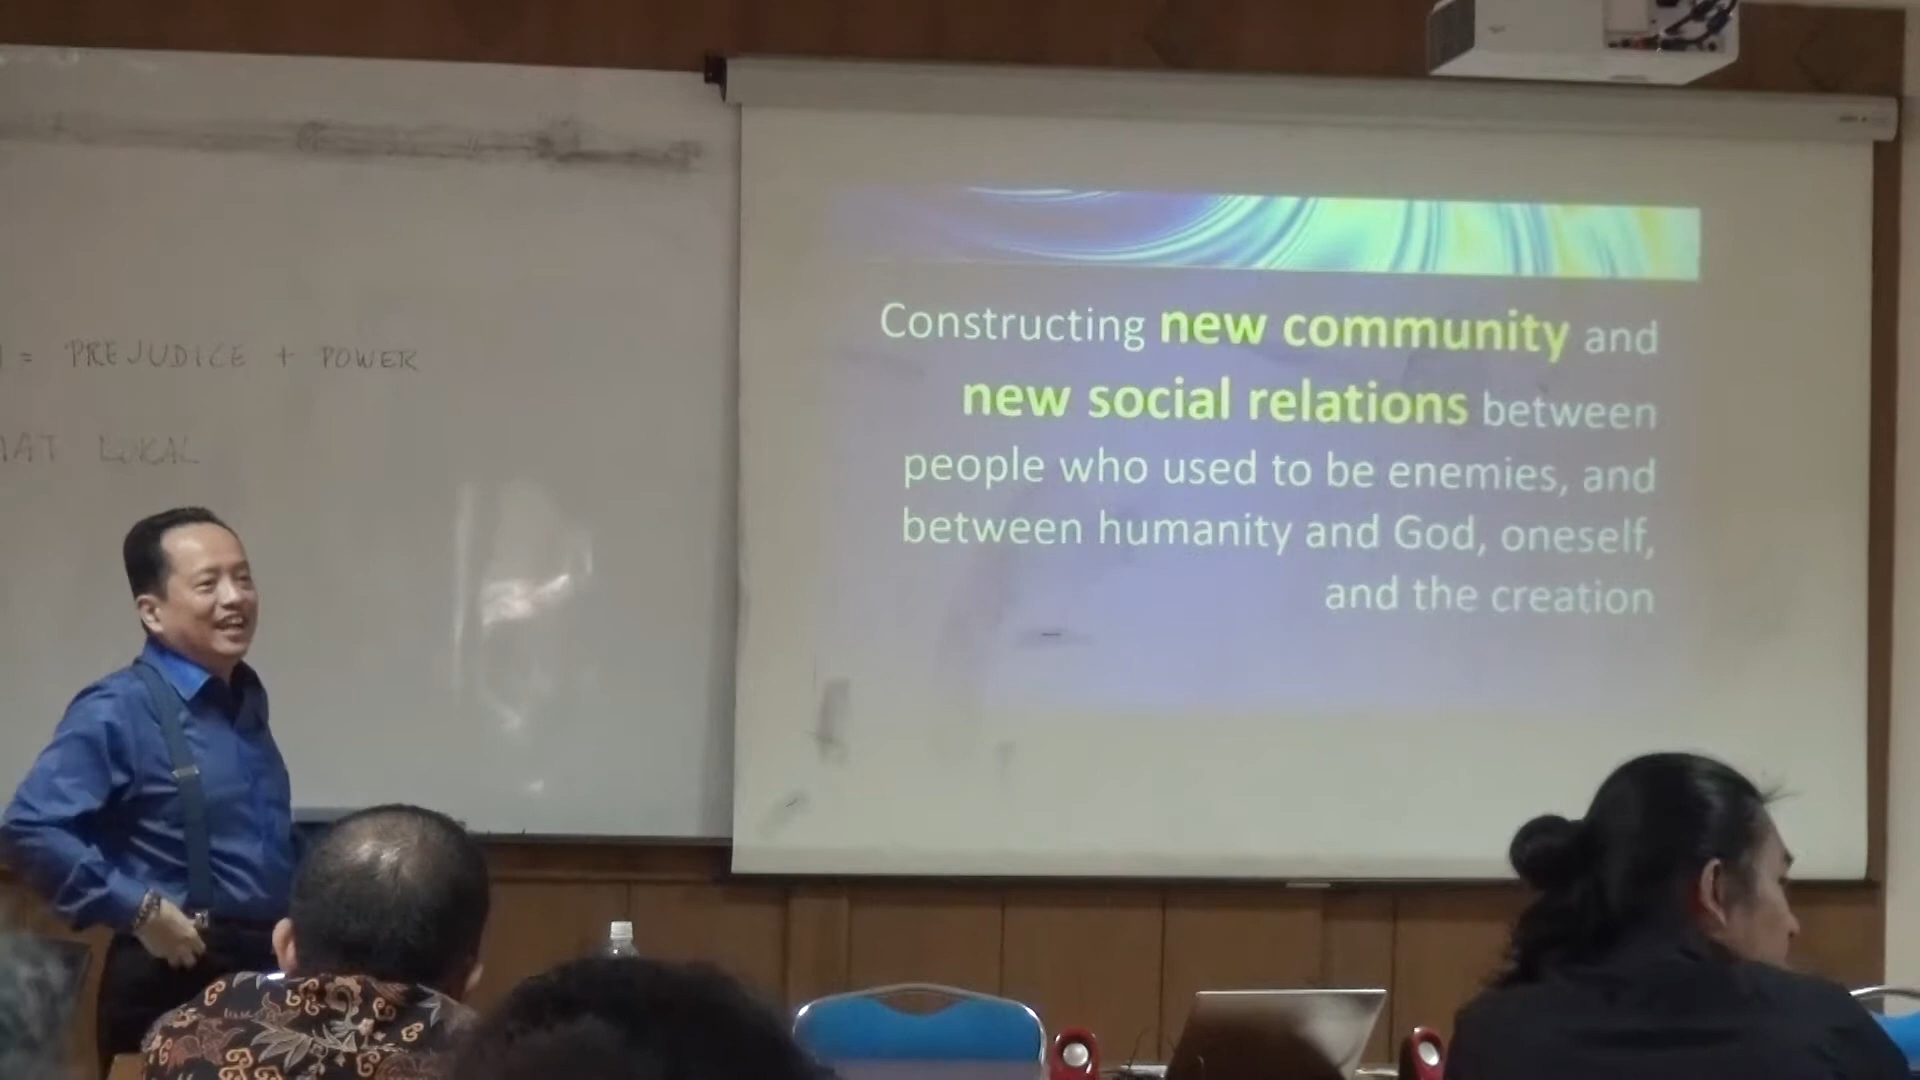 = PREJUDICE + POWER
LOKAL
Constructing new community and
new social relations between
people who used to be enemies, and
between humanity and God, oneself,
and the creation